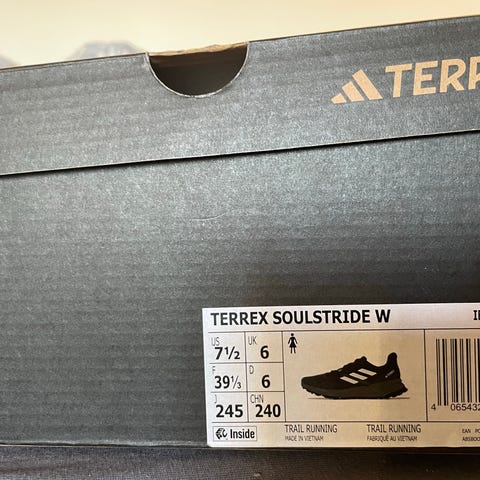 TERR
TERREX SOULSTRIDE W
US 7½ UK 6
F 39⅓ D 6
J 245 CHN 240
Inside
TRAIL RUNNING TRAIL RUNNING
MADE IN VIETNAM FABRIQUÉ AU VIETNAM
4 065432
EAN